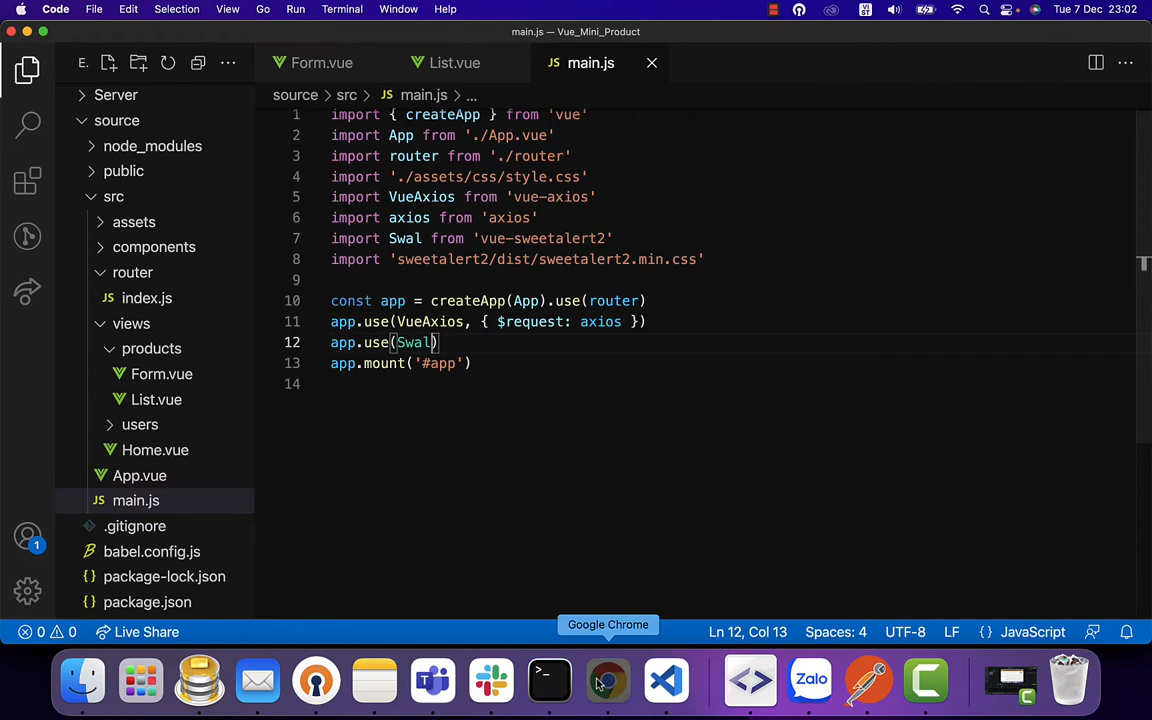 Code File Edit Selection View Go Run Terminal Window Help VI ST Tue 7 Dec 23:02
main.js — Vue_Mini_Product
E. ... Form.vue List.vue JS main.js
source > src > JS main.js > ...
Server
source
node_modules
public
src
assets
components
router
JS index.js
views
products
Form.vue
List.vue
users
Home.vue
App.vue
JS main.js
.gitignore
babel.config.js
{} package-lock.json
{} package.json
1
1 import { createApp } from 'vue'
2 import App from './App.vue'
3 import router from './router'
4 import './assets/css/style.css'
5 import VueAxios from 'vue-axios'
6 import axios from 'axios'
7 import Swal from 'vue-sweetalert2'
8 import 'sweetalert2/dist/sweetalert2.min.css'
9
10 const app = createApp(App).use(router)
11 app.use(VueAxios, { $request: axios })
12 app.use(Swal)
13 app.mount('#app')
14
Google Chrome
0 0 Live Share Ln 12, Col 13 Spaces: 4 UTF-8 LF {} JavaScript
Zalo